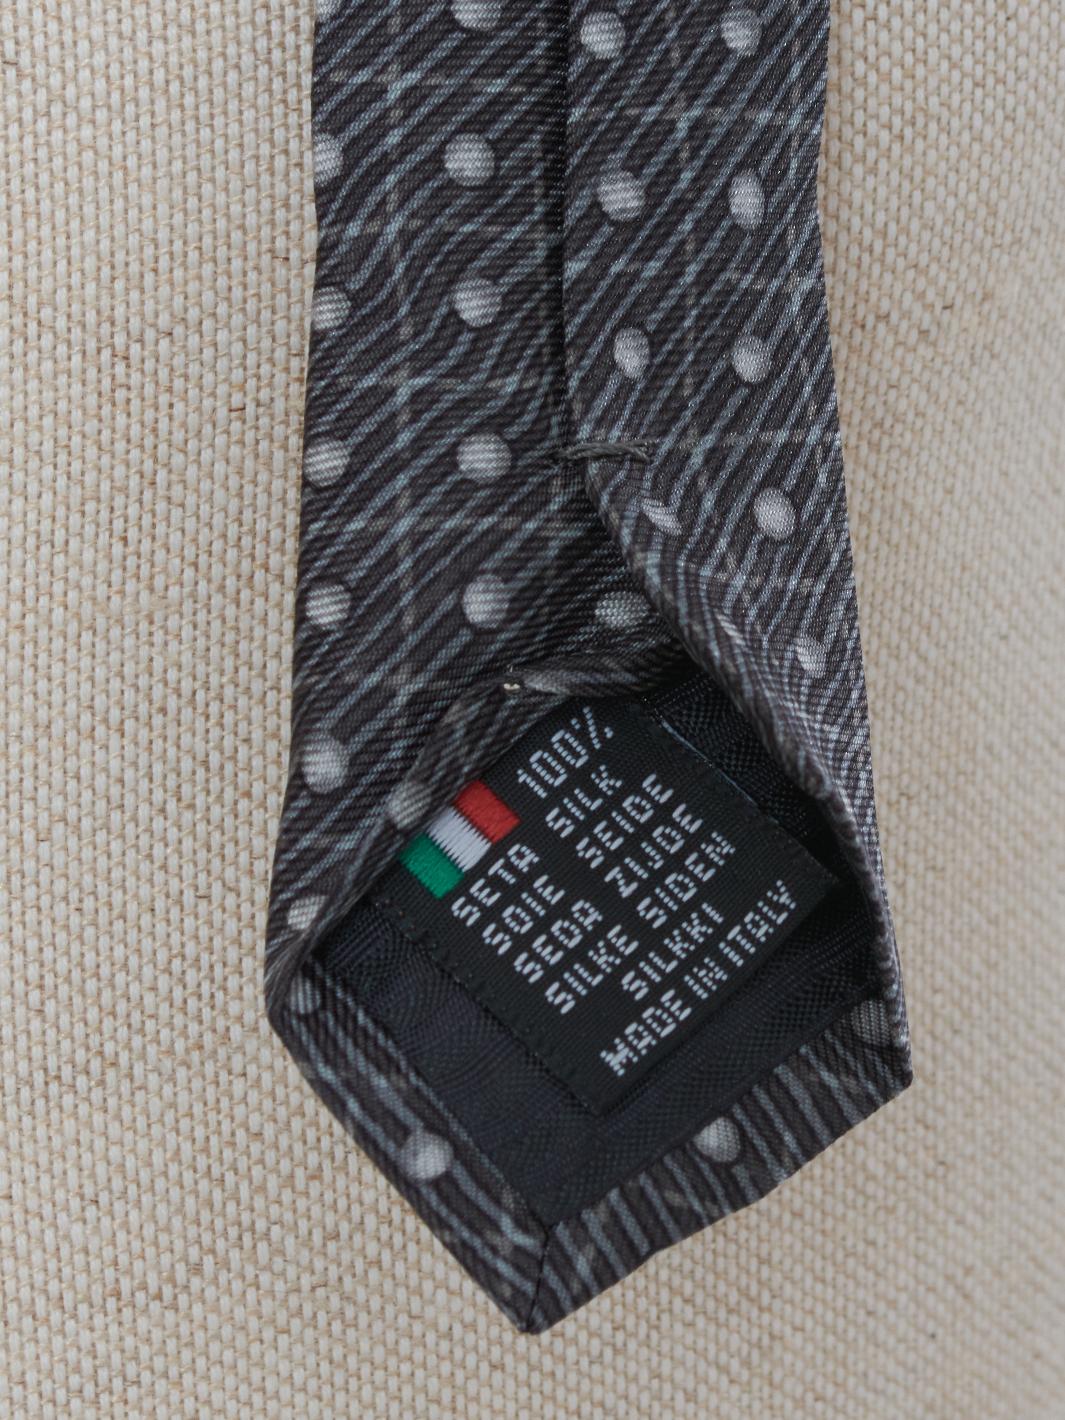 100%
SETA SILK
SOIE SEIDE
SEDA ZIJDE
SILKE SIDEN
SILKKI
MADE IN ITALY